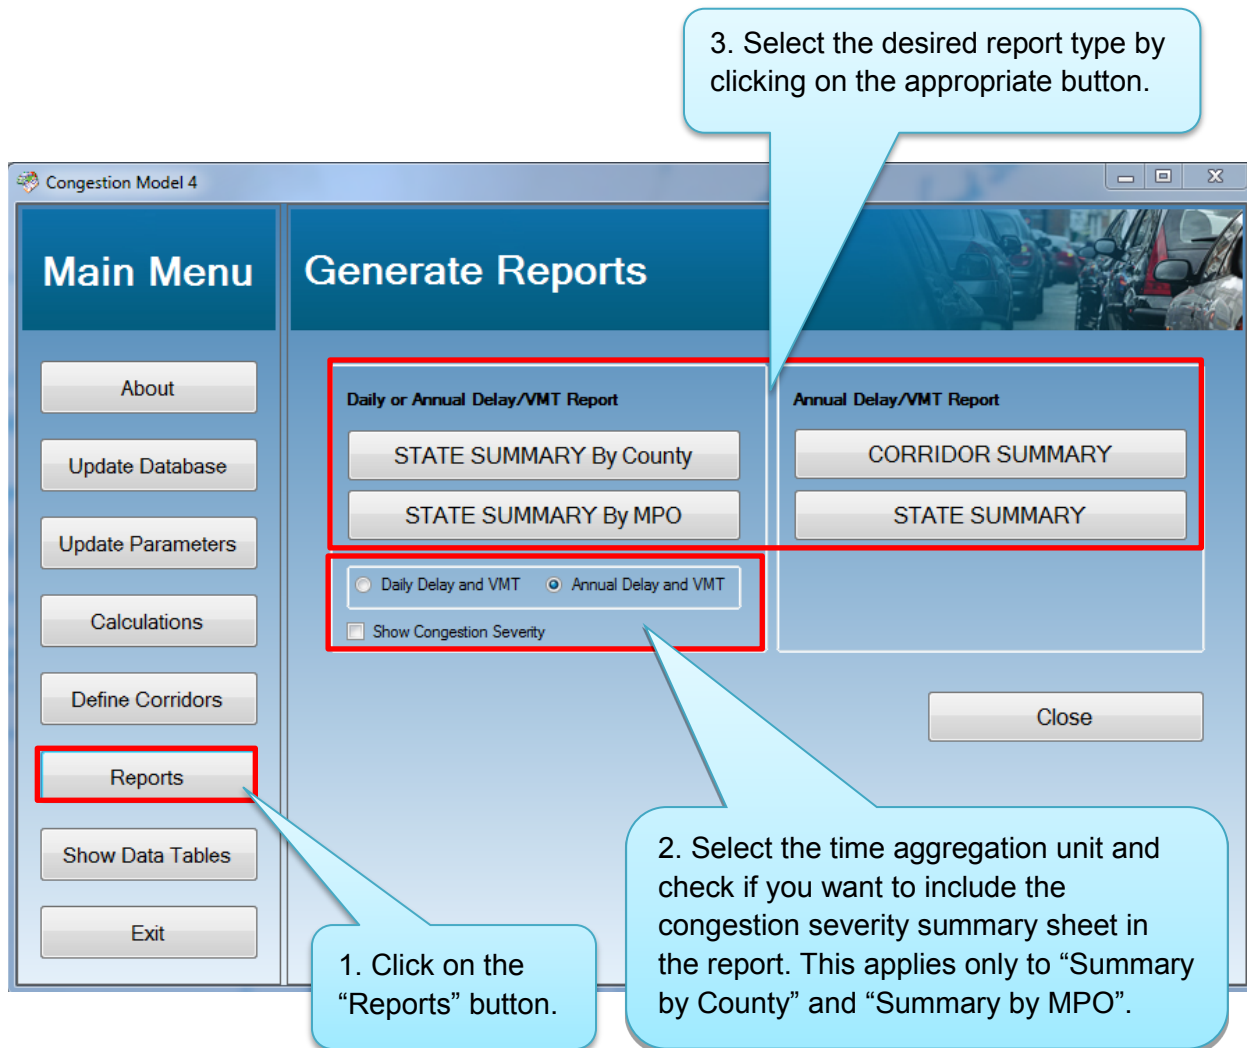 3. Select the desired report type by
clicking on the appropriate button.
Congestion Model 4
Main Menu
Generate Reports
About
Update Database
Update Parameters
Calculations
Define Corridors
Reports
Show Data Tables
Exit
Daily or Annual Delay/VMT Report
STATE SUMMARY By County
STATE SUMMARY By MPO
Daily Delay and VMT
Annual Delay and VMT
Show Congestion Severity
Annual Delay/VMT Report
CORRIDOR SUMMARY
STATE SUMMARY
Close
1. Click on the
“Reports” button.
2. Select the time aggregation unit and
check if you want to include the
congestion severity summary sheet in
the report. This applies only to “Summary
by County” and “Summary by MPO”.